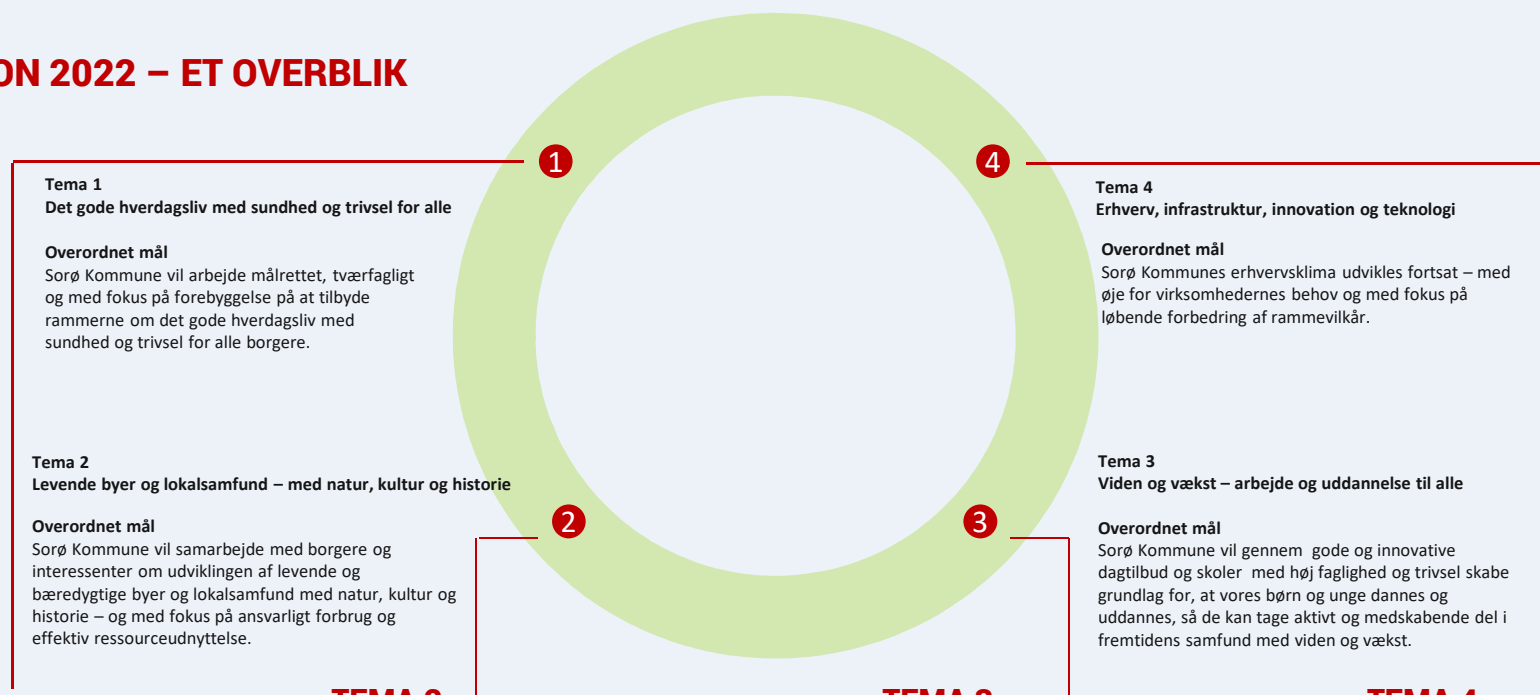 ON 2022 – ET OVERBLIK
1
Tema 1
Det gode hverdagsliv med sundhed og trivsel for alle
Overordnet mål
Sorø Kommune vil arbejde målrettet, tværfagligt
og med fokus på forebyggelse på at tilbyde
rammerne om det gode hverdagsliv med
sundhed og trivsel for alle borgere.
4
Tema 4
Erhverv, infrastruktur, innovation og teknologi
Overordnet mål
Sorø Kommunes erhvervsklima udvikles fortsat – med
øje for virksomhedernes behov og med fokus på
løbende forbedring af rammevilkår.
Tema 2
Levende byer og lokalsamfund – med natur, kultur og historie
2
Overordnet mål
Sorø Kommune vil samarbejde med borgere og
interessenter om udviklingen af levende og
bæredygtige byer og lokalsamfund med natur, kultur og
historie – og med fokus på ansvarligt forbrug og
effektiv ressourceudnyttelse.
3
Tema 3
Viden og vækst – arbejde og uddannelse til alle
Overordnet mål
Sorø Kommune vil gennem gode og innovative
dagtilbud og skoler med høj faglighed og trivsel skabe
grundlag for, at vores børn og unge dannes og
uddannes, så de kan tage aktivt og medskabende del i
fremtidens samfund med viden og vækst.
TEMA
TEMA
TEMA 4